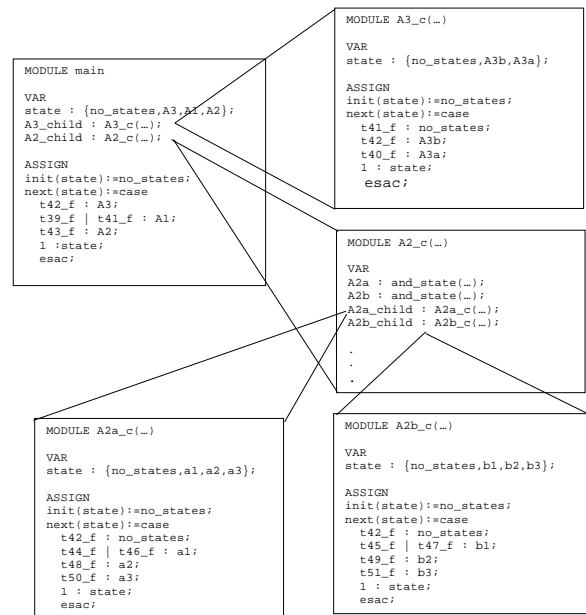 MODULE main
VAR
state : {no_states,A3,A1,A2};
A3_child : A3_c(…);
A2_child : A2_c(…);
ASSIGN
init(state):=no_states;
next(state):=case
t42_f : A3;
t39_f | t41_f : A1;
t43_f : A2;
1 :state;
esac;
MODULE A3_c(…)
VAR
state : {no_states,A3b,A3a};
ASSIGN
init(state):=no_states;
next(state):=case
t41_f : no_states;
t42_f : A3b;
t40_f : A3a;
1 : state;
esac;
MODULE A2_c(…)
VAR
A2a : and_state(…);
A2b : and_state(…);
A2a_child : A2a_c(…);
A2b_child : A2b_c(…);
.
.
.
MODULE A2a_c(…)
VAR
state : {no_states,a1,a2,a3};
ASSIGN
init(state):=no_states;
next(state):=case
t42_f : no_states;
t44_f | t46_f : a1;
t48_f : a2;
t50_f : a3;
1 : state;
esac;
MODULE A2b_c(…)
VAR
state : {no_states,b1,b2,b3};
ASSIGN
init(state):=no_states;
next(state):=case
t42_f : no_states;
t45_f | t47_f : b1;
t49_f : b2;
t51_f : b3;
1 : state;
esac;